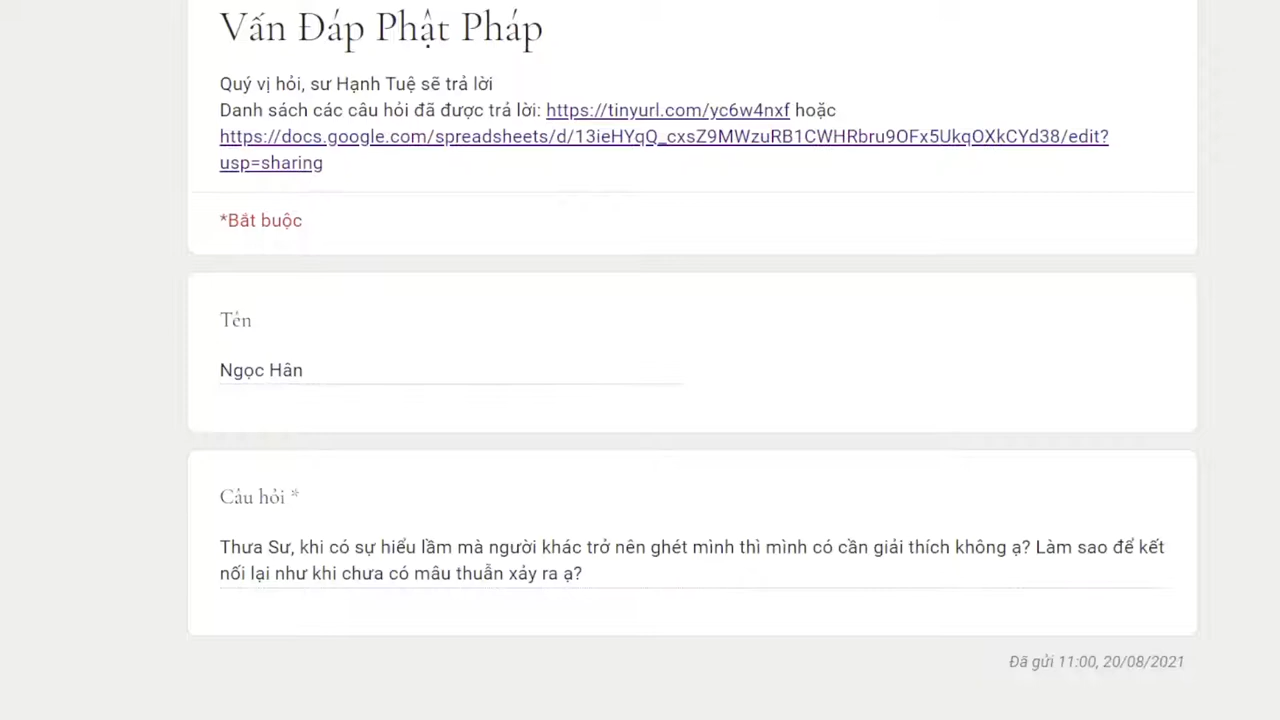 Vấn Đáp Phật Pháp
Quý vị hỏi, sư Hạnh Tuệ sẽ trả lời
Danh sách các câu hỏi đã được trả lời: https://tinyurl.com/yc6w4nxf hoặc
https://docs.google.com/spreadsheets/d/13ieHYqQ_cxsZ9MWzuRB1CWHRbru9OFx5UkqOXkCYd38/edit?
usp=sharing
*Bắt buộc
Tên
Ngọc Hân
Câu hỏi *
Thưa Sư, khi có sự hiểu lầm mà người khác trở nên ghét mình thì mình có cần giải thích không ạ? Làm sao để kết
nối lại như khi chưa có mâu thuẫn xảy ra ạ?
Đã gửi 11:00, 20/08/2021